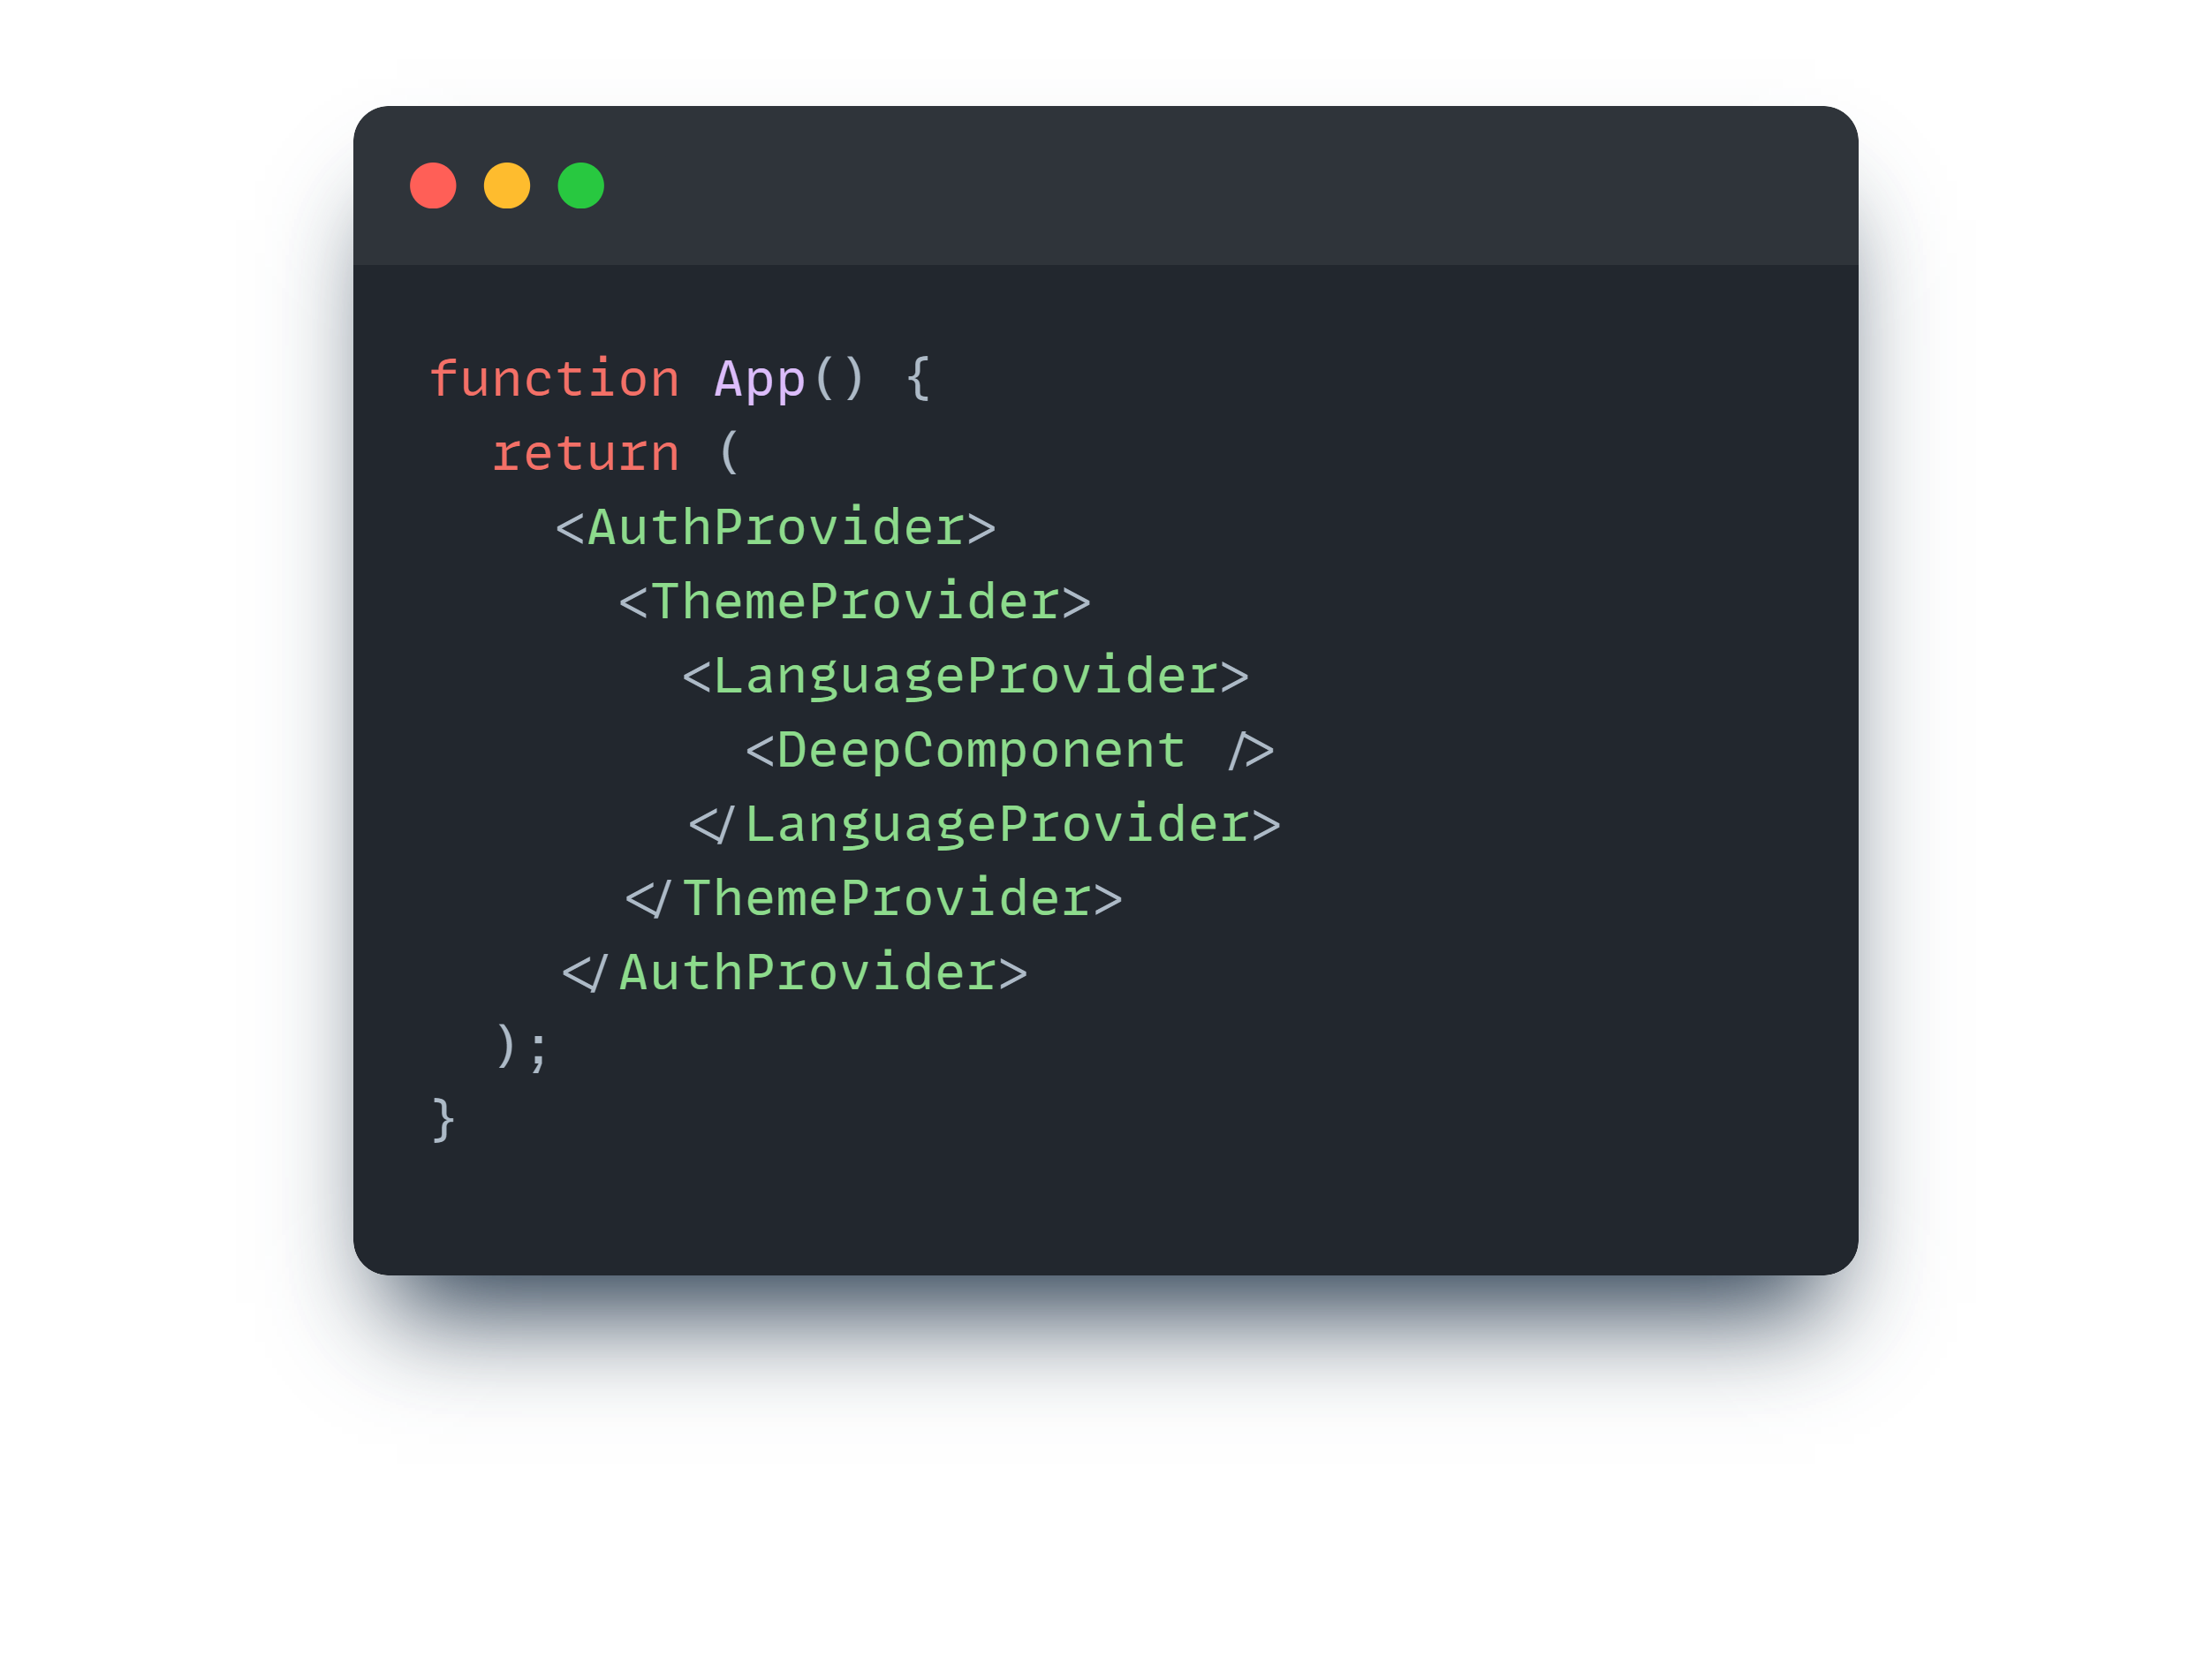 function App() {
  return (
    <AuthProvider>
      <ThemeProvider>
        <LanguageProvider>
          <DeepComponent />
        </LanguageProvider>
      </ThemeProvider>
    </AuthProvider>
  );
}